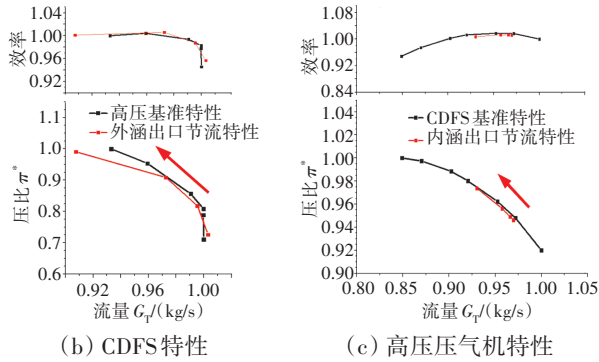 效率
1.00
0.96
0.92
压比π*
1.1
1.0
0.9
0.8
0.7
0.6
高压基准特性
外涵出口节流特性
0.92 0.96 1.00
流量GT/(kg/s)
(b) CDFS特性
效率
1.08
1.00
0.92
0.84
压比π*
1.04
1.02
1.00
0.98
0.96
0.94
0.92
0.90
CDFS基准特性
内涵出口节流特性
0.80 0.85 0.90 0.95 1.00 1.05
流量GT/(kg/s)
(c) 高压压气机特性